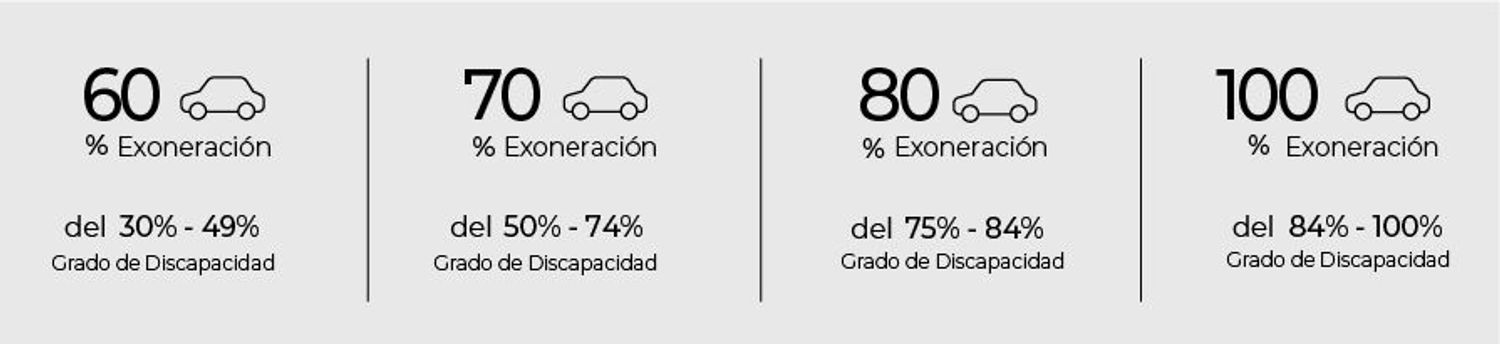 60
% Exoneración
del 30% - 49%
Grado de Discapacidad
70
% Exoneración
del 50% - 74%
Grado de Discapacidad
80
% Exoneración
del 75% - 84%
Grado de Discapacidad
100
% Exoneración
del 84% - 100%
Grado de Discapacidad